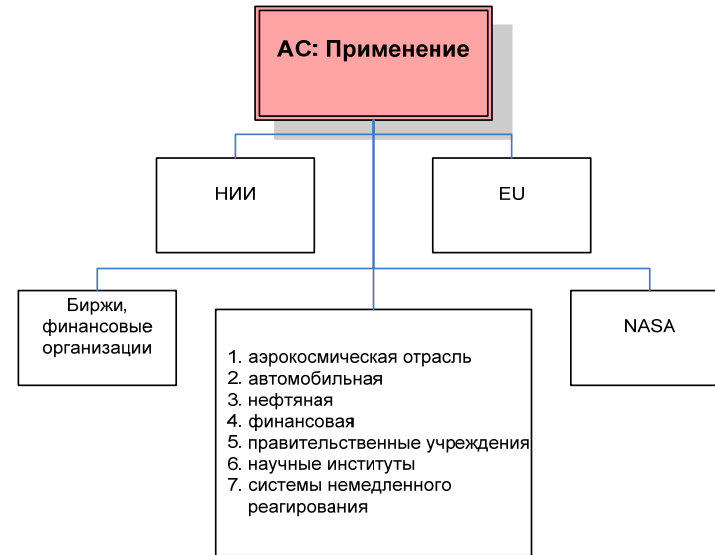 АС: Применение
НИИ
EU
Биржи,
финансовые
организации
1. аэрокосмическая отрасль
2. автомобильная
3. нефтяная
4. финансовая
5. правительственные учреждения
6. научные институты
7. системы немедленного
реагирования
NASA